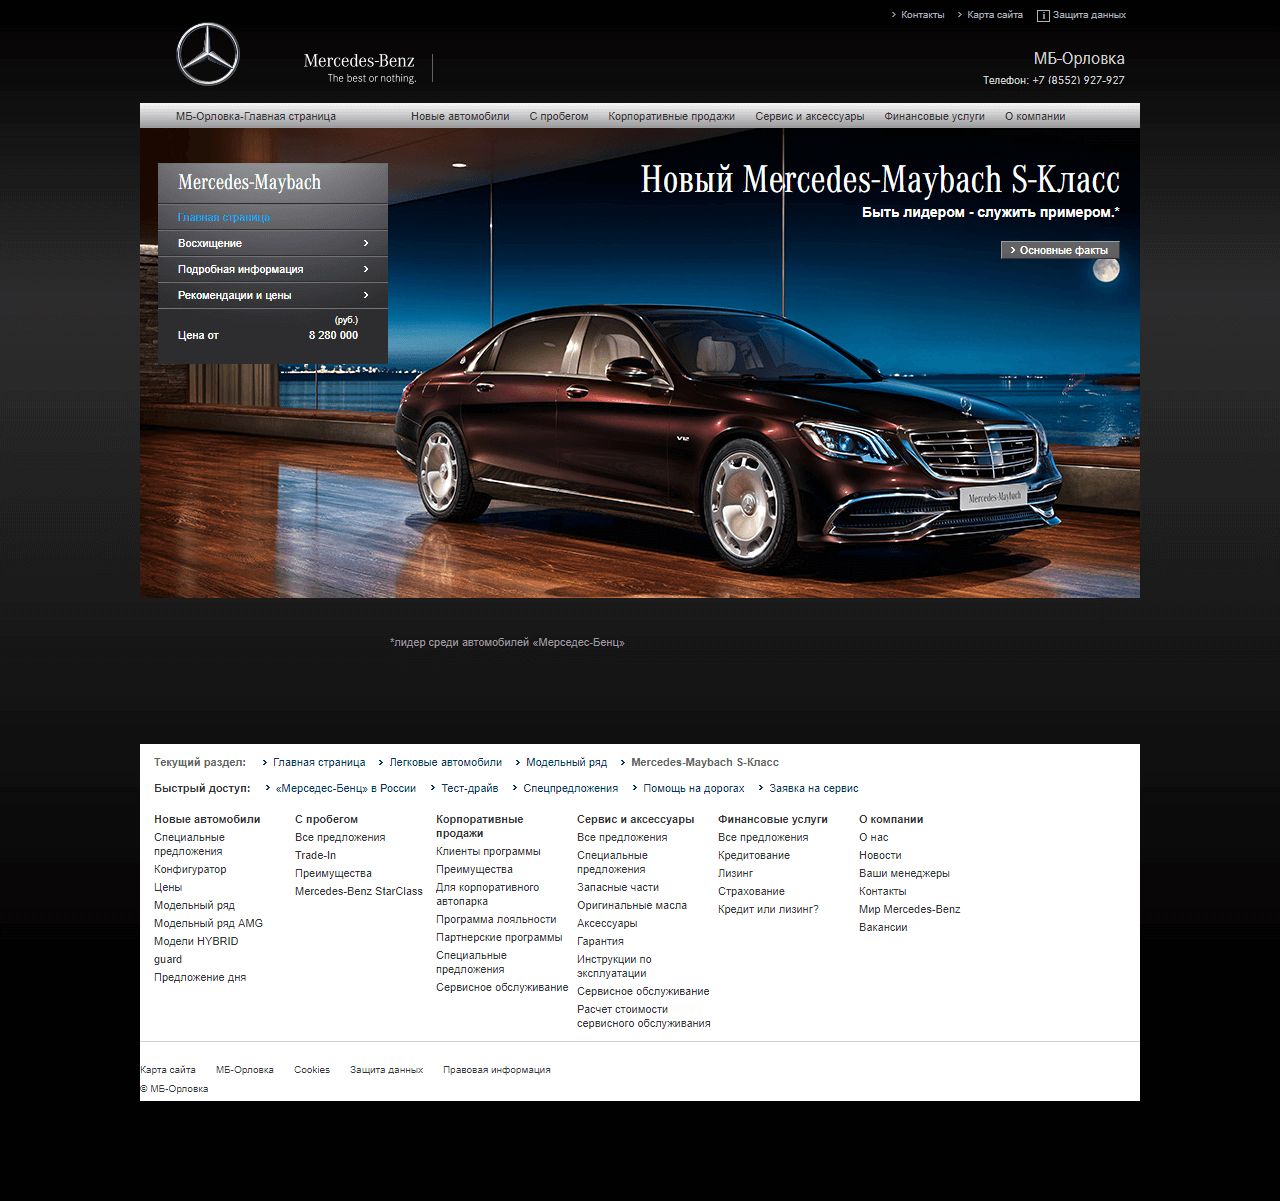 Контакты Карта сайта Защита данных
Mercedes-Benz
The best or nothing.
МБ-Орловка
Телефон: +7 (8552) 927-927
МБ-Орловка-Главная страница Новые автомобили С пробегом Корпоративные продажи Сервис и аксессуары Финансовые услуги О компании
Mercedes-Maybach
Главная страница
Восхищение
Подробная информация
Рекомендации и цены
(руб.)
Цена от 8 280 000
Новый Mercedes-Maybach S-Класс
Быть лидером - служить примером.*
Основные факты
V12
Mercedes-Maybach
*лидер среди автомобилей «Мерседес-Бенц»
Текущий раздел: Главная страница Легковые автомобили Модельный ряд Mercedes-Maybach S-Класс
Быстрый доступ: «Мерседес-Бенц» в России Тест-драйв Спецпредложения Помощь на дорогах Заявка на сервис
Новые автомобили
Специальные
предложения
Конфигуратор
Цены
Модельный ряд
Модельный ряд AMG
Модели HYBRID
guard
Предложение дня
С пробегом
Все предложения
Trade-In
Преимущества
Mercedes-Benz StarClass
Корпоративные
продажи
Клиенты программы
Преимущества
Для корпоративного
автопарка
Программа лояльности
Партнерские программы
Специальные
предложения
Сервисное обслуживание
Сервис и аксессуары
Все предложения
Специальные
предложения
Запасные части
Оригинальные масла
Аксессуары
Гарантия
Инструкции по
эксплуатации
Сервисное обслуживание
Расчет стоимости
сервисного обслуживания
Финансовые услуги
Все предложения
Кредитование
Лизинг
Страхование
Кредит или лизинг?
О компании
О нас
Новости
Ваши менеджеры
Контакты
Мир Mercedes-Benz
Вакансии
Карта сайта МБ-Орловка Cookies Защита данных Правовая информация
© МБ-Орловка